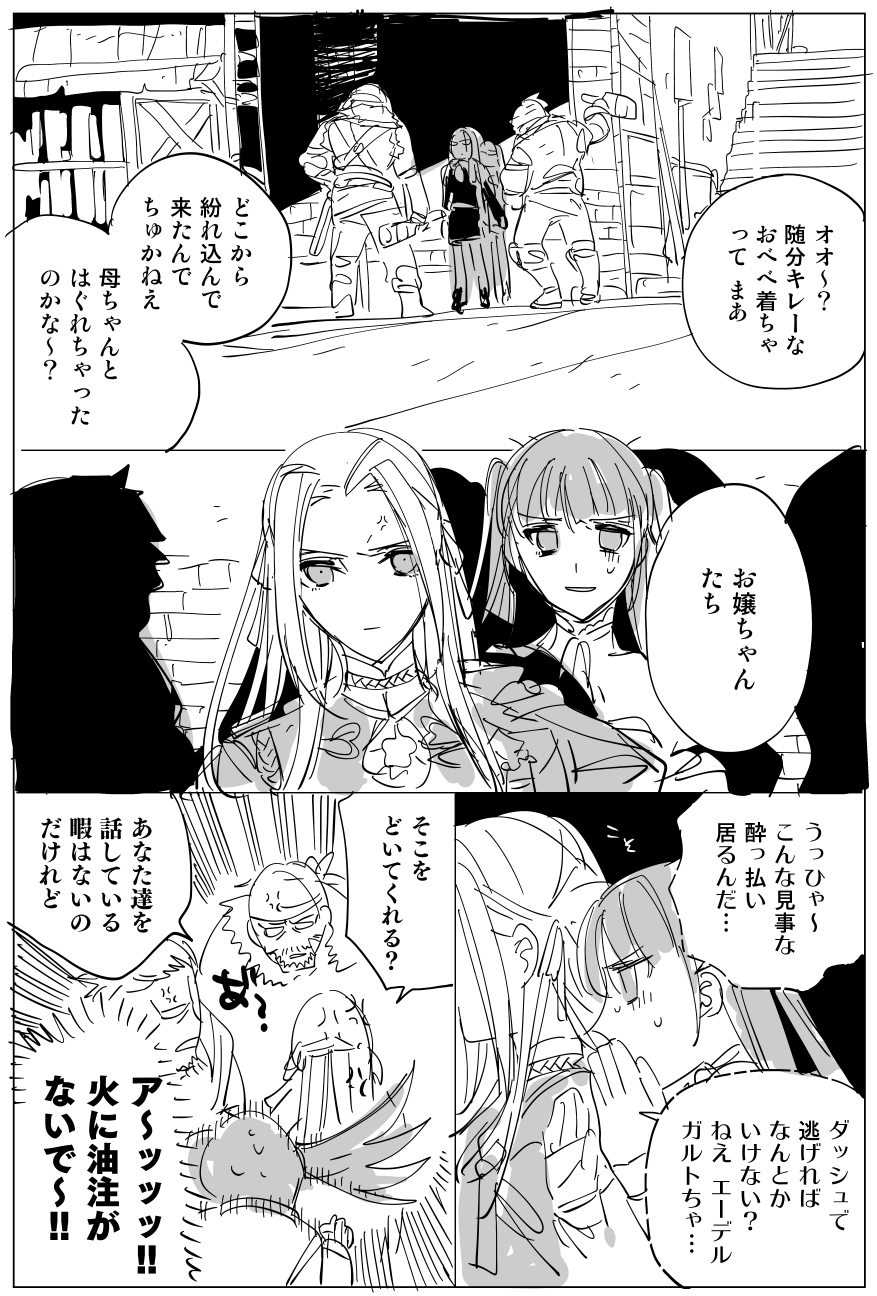 オオ～?
随分キレーな
おべべ着ちゃ
って まあ
どこから
紛れ込んで
来たんで
ちゅかねえ
母ちゃんと
はぐれちゃった
のかな～?
お嬢ちゃん
たち
うっひゃ～
こんな見事な
酔っ払い
居るんだ…
ダッシュで
逃げれば
なんとか
いけない?
ねえ エーデル
ガルトちゃ…
そこを
どいてくれる?
あなた達を
話している
暇はないの
だけれど
あ～゛
ア～ッッッ!!
火に油注が
ないで～!!